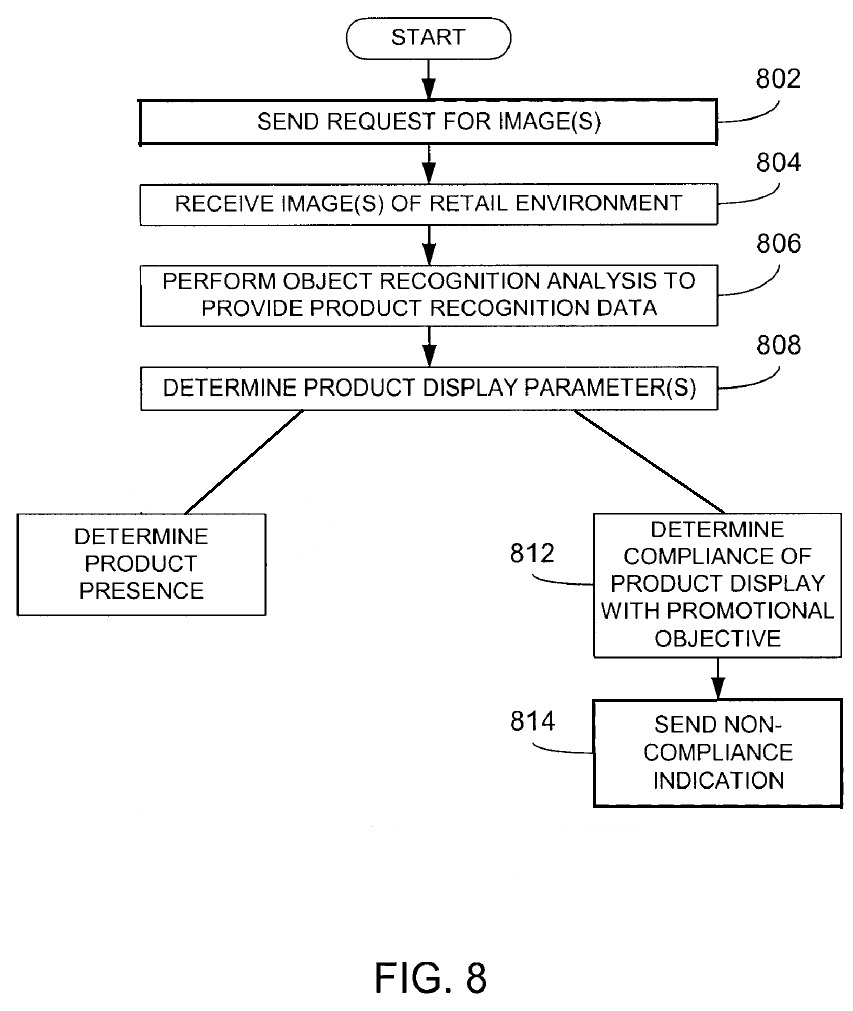 START
802
SEND REQUEST FOR IMAGE(S)
804
RECEIVE IMAGE(S) OF RETAIL ENVIRONMENT
806
PERFORM OBJECT RECOGNITION ANALYSIS TO
PROVIDE PRODUCT RECOGNITION DATA
808
DETERMINE PRODUCT DISPLAY PARAMETER(S)
DETERMINE
PRODUCT
PRESENCE
812
DETERMINE
COMPLIANCE OF
PRODUCT DISPLAY
WITH PROMOTIONAL
OBJECTIVE
814
SEND NON-
COMPLIANCE
INDICATION
FIG. 8